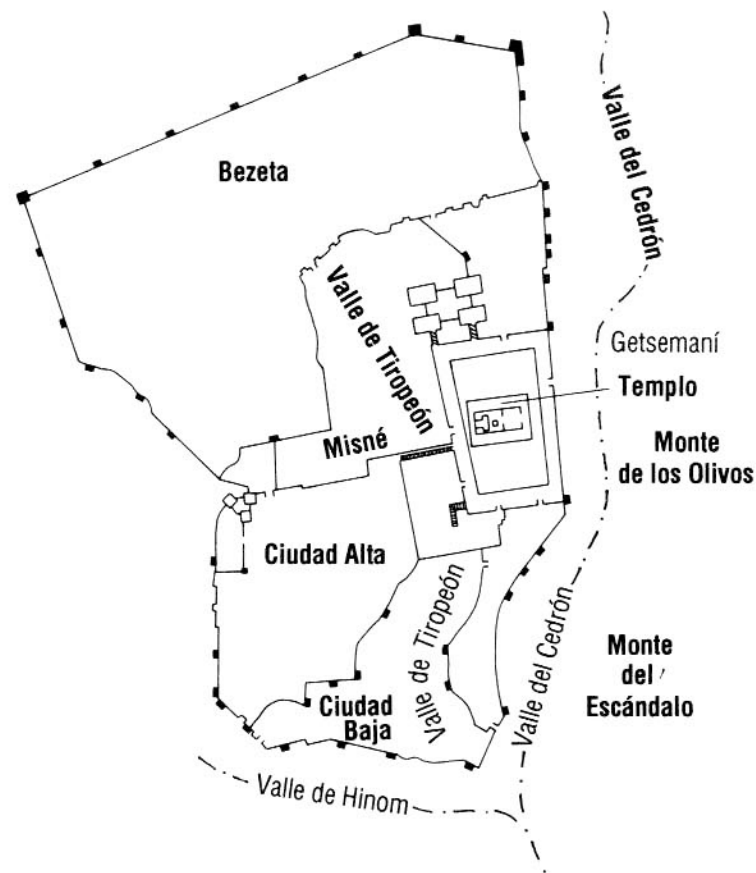 Valle del Cedrón
Bezeta
Valle de Tiropeón
Getsemaní
Templo
Misné
Monte
de los Olivos
Ciudad Alta
Valle de Tiropeón
Valle del Cedrón
Monte
del
Escándalo
Ciudad
Baja
Valle de Hinom